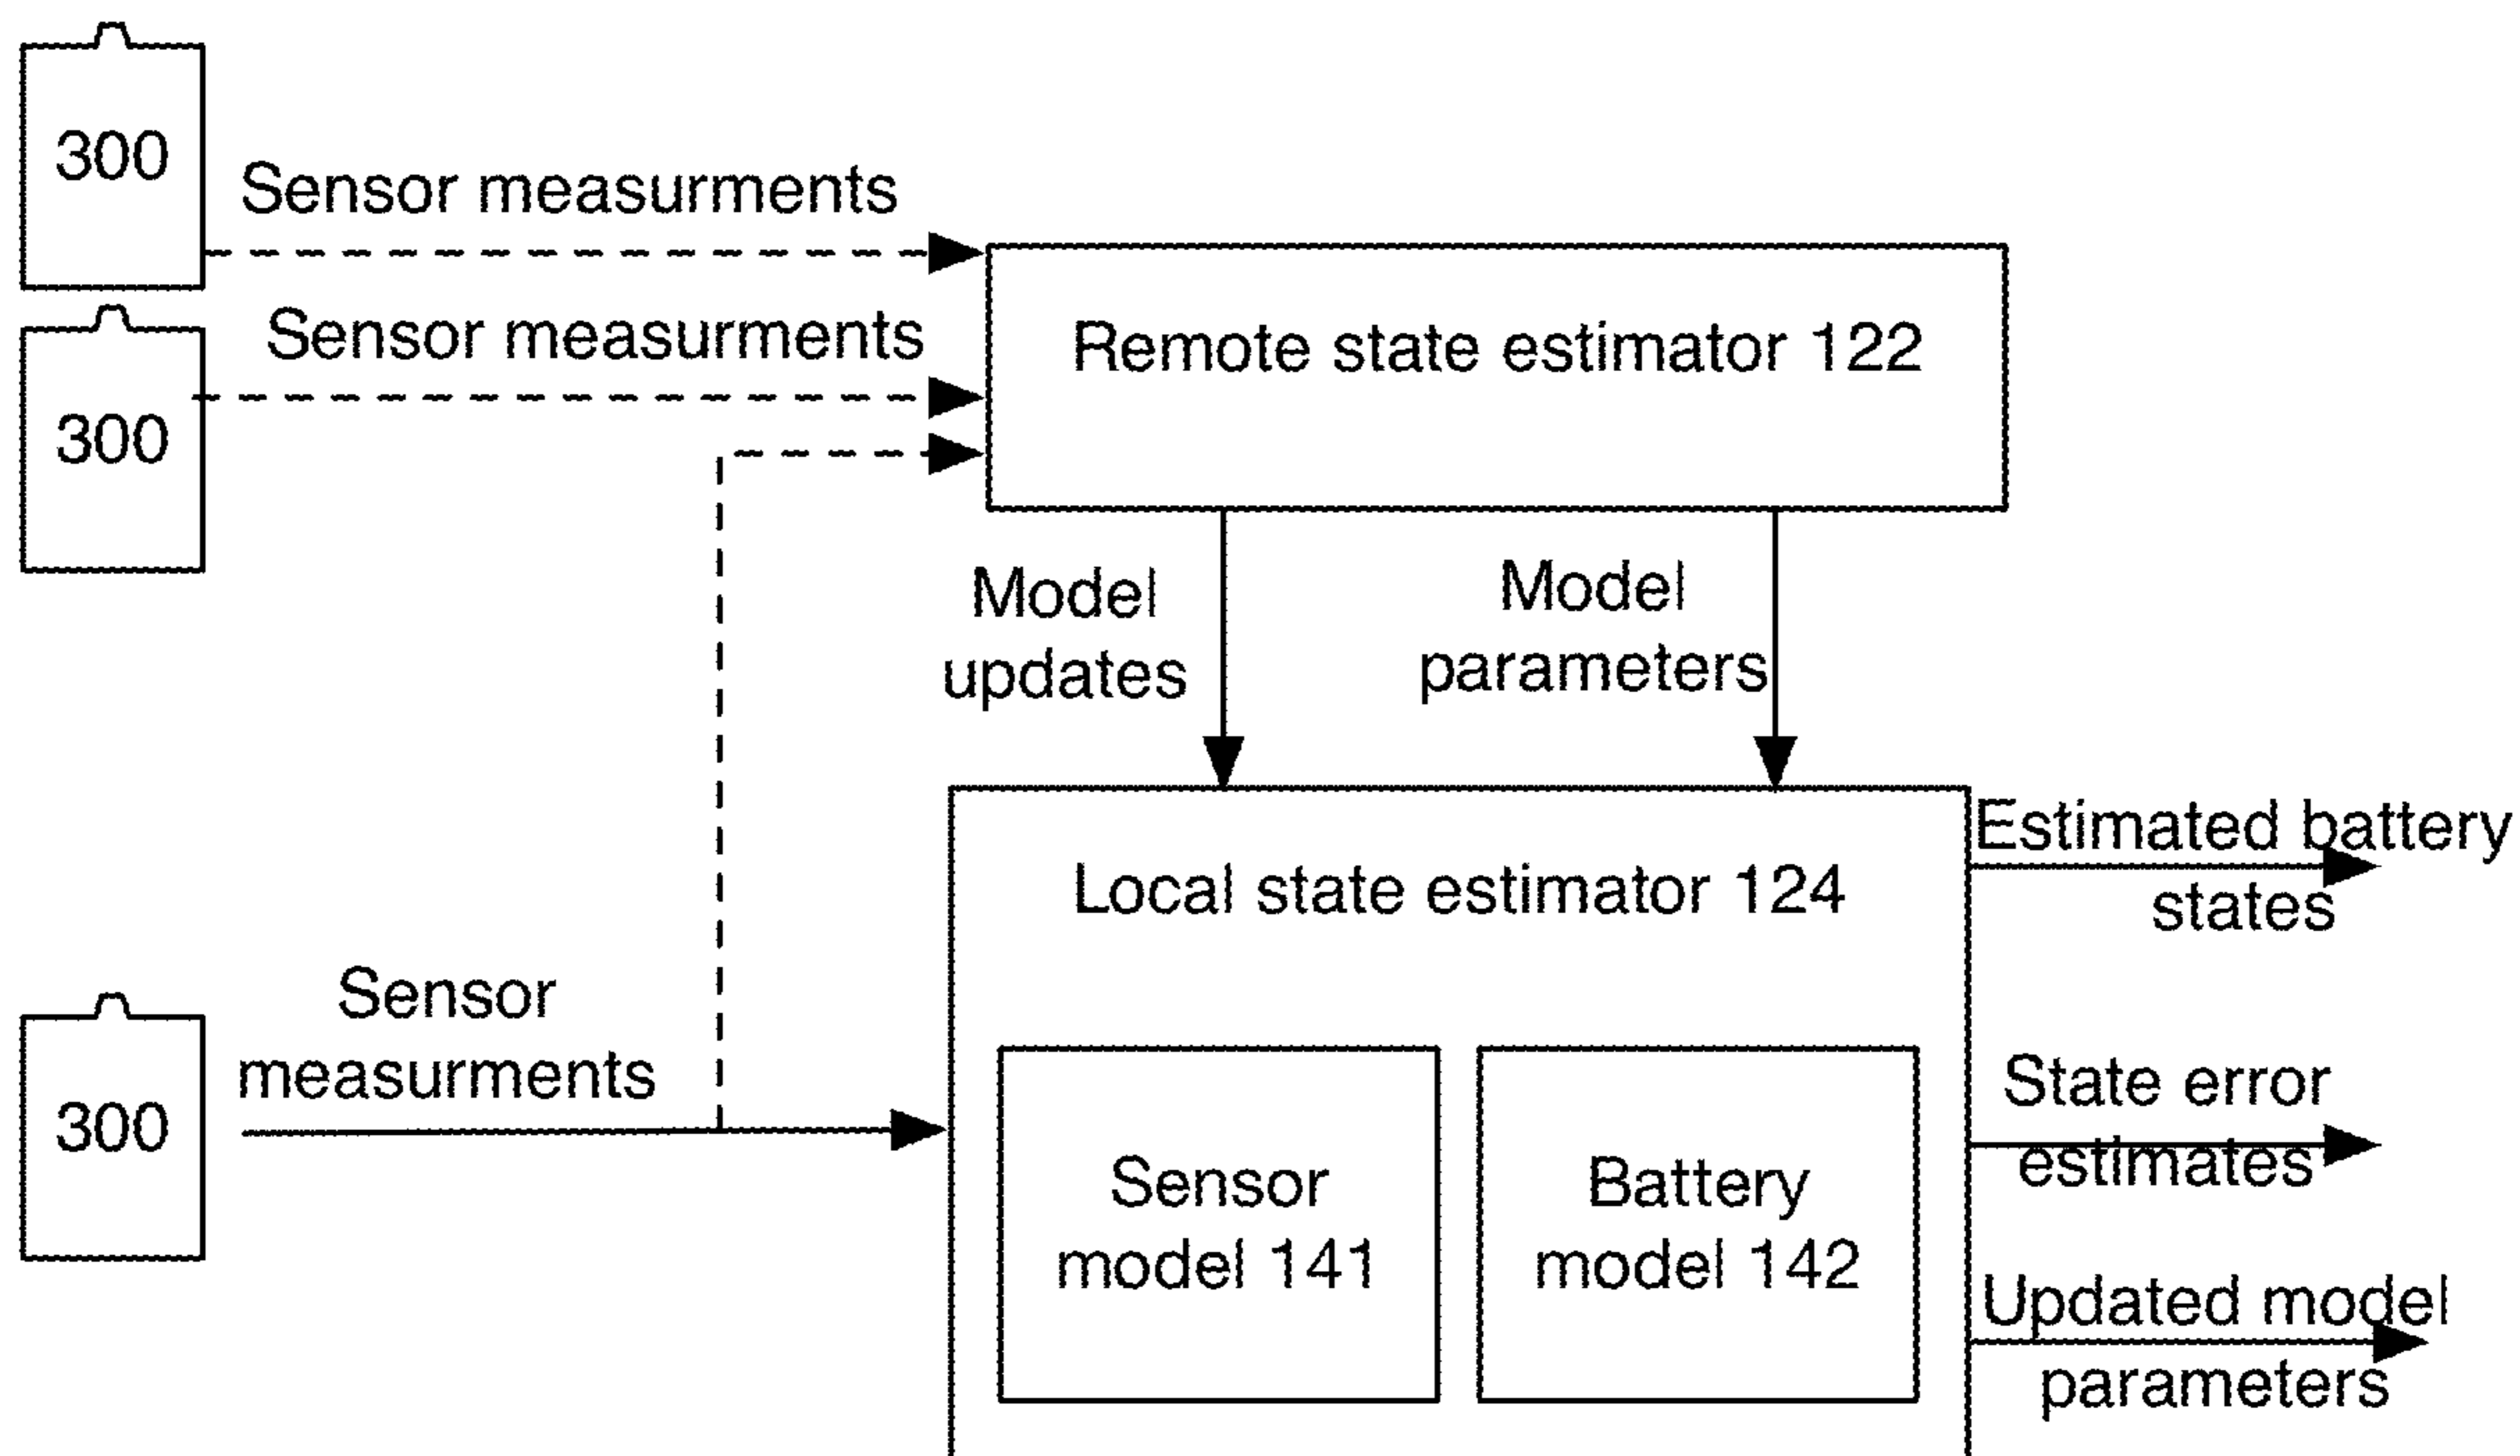 300
Sensor measurments
Sensor measurments
300
Remote state estimator 122
Model
updates
Model
parameters
Local state estimator 124
Estimated battery
states
Sensor
measurments
300
Sensor
model 141
Battery
model 142
State error
estimates
Updated model
parameters